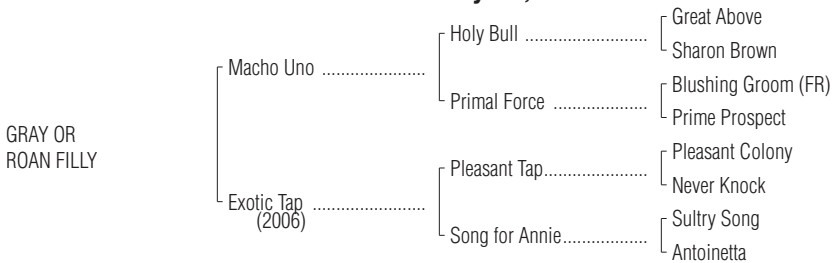 Great Above
Holy Bull ..........................
Sharon Brown
Macho Uno ......................
Blushing Groom (FR)
Primal Force ....................
Prime Prospect
GRAY OR
ROAN FILLY
Pleasant Colony
Pleasant Tap......................
Never Knock
Exotic Tap ........................
(2006)
Sultry Song
Song for Annie..................
Antoinetta